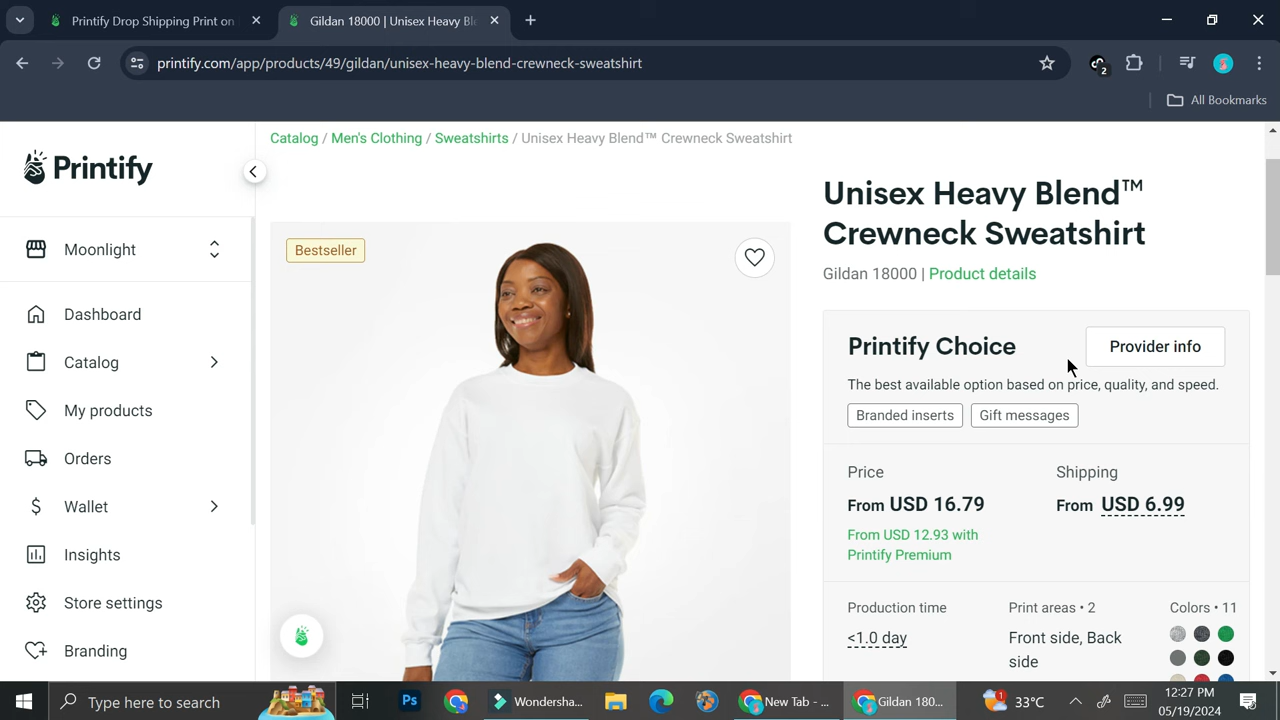 Printify Drop Shipping Print on
Gildan 18000 | Unisex Heavy Ble
printify.com/app/products/49/gildan/unisex-heavy-blend-crewneck-sweatshirt
2
All Bookmarks
Printify
Moonlight
Dashboard
Catalog
My products
Orders
Wallet
Insights
Store settings
Branding
Catalog / Men's Clothing / Sweatshirts / Unisex Heavy Blend™ Crewneck Sweatshirt
Bestseller
Unisex Heavy Blend™
Crewneck Sweatshirt
Gildan 18000 | Product details
Printify Choice
Provider info
The best available option based on price, quality, and speed.
Branded inserts
Gift messages
Price
Shipping
From USD 16.79
From USD 6.99
From USD 12.93 with
Printify Premium
Production time
Print areas • 2
Colors • 11
<1.0 day
Front side, Back
side
Type here to search
Ps
Wondersha...
New Tab - ...
Gildan 180...
1
33°C
12:27 PM
05/19/2024